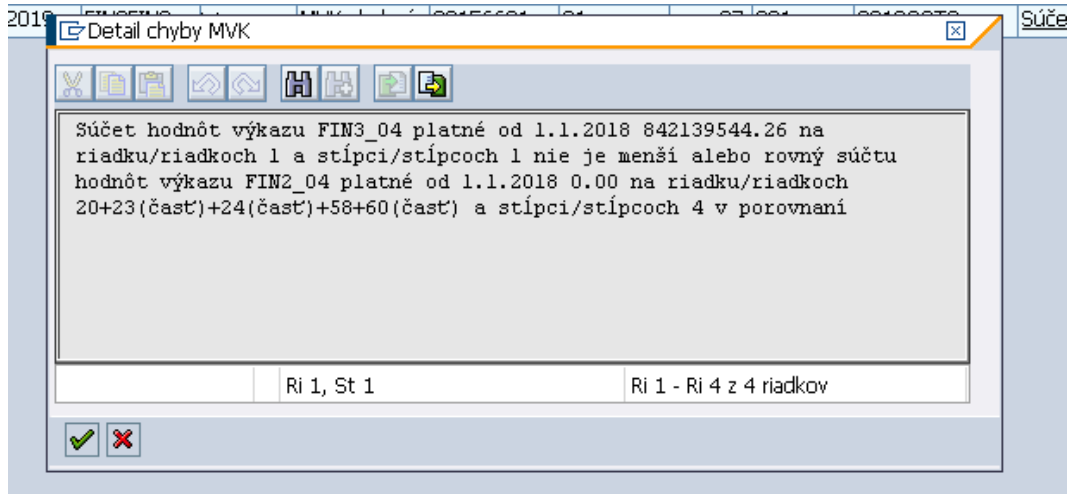 2019
Súče
Detail chyby MVK
Súčet hodnôt výkazu FIN3_04 platné od 1.1.2018 842139544.26 na
riadku/riadkoch 1 a stĺpci/stĺpcoch 1 nie je menší alebo rovný súčtu
hodnôt výkazu FIN2_04 platné od 1.1.2018 0.00 na riadku/riadkoch
20+23(časť)+24(časť)+58+60(časť) a stĺpci/stĺpcoch 4 v porovnaní
Ri 1, St 1
Ri 1 - Ri 4 z 4 riadkov